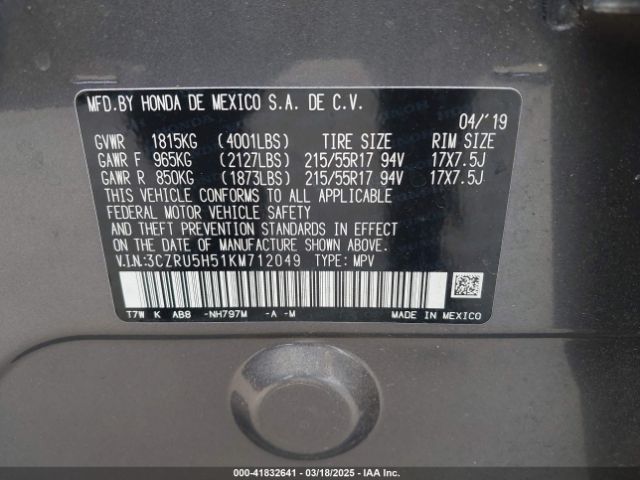 MFD.BY HONDA DE MEXICO S.A. DE C.V.
04/'19
GVWR 1815KG (4001LBS) TIRE SIZE RIM SIZE
GAWR F 965KG (2127LBS) 215/55R17 94V 17X7.5J
GAWR R 850KG (1873LBS) 215/55R17 94V 17X7.5J
THIS VEHICLE CONFORMS TO ALL APPLICABLE
FEDERAL MOTOR VEHICLE SAFETY
AND THEFT PREVENTION STANDARDS IN EFFECT ON
THE DATE OF MANUFACTURE SHOWN ABOVE.
V.I.N:3CZRU5H51KM712049 TYPE: MPV
T7W K AB8 -NH797M -A -M MADE IN MEXICO
000-41832641 | 03/18/2025 | IAA Inc.